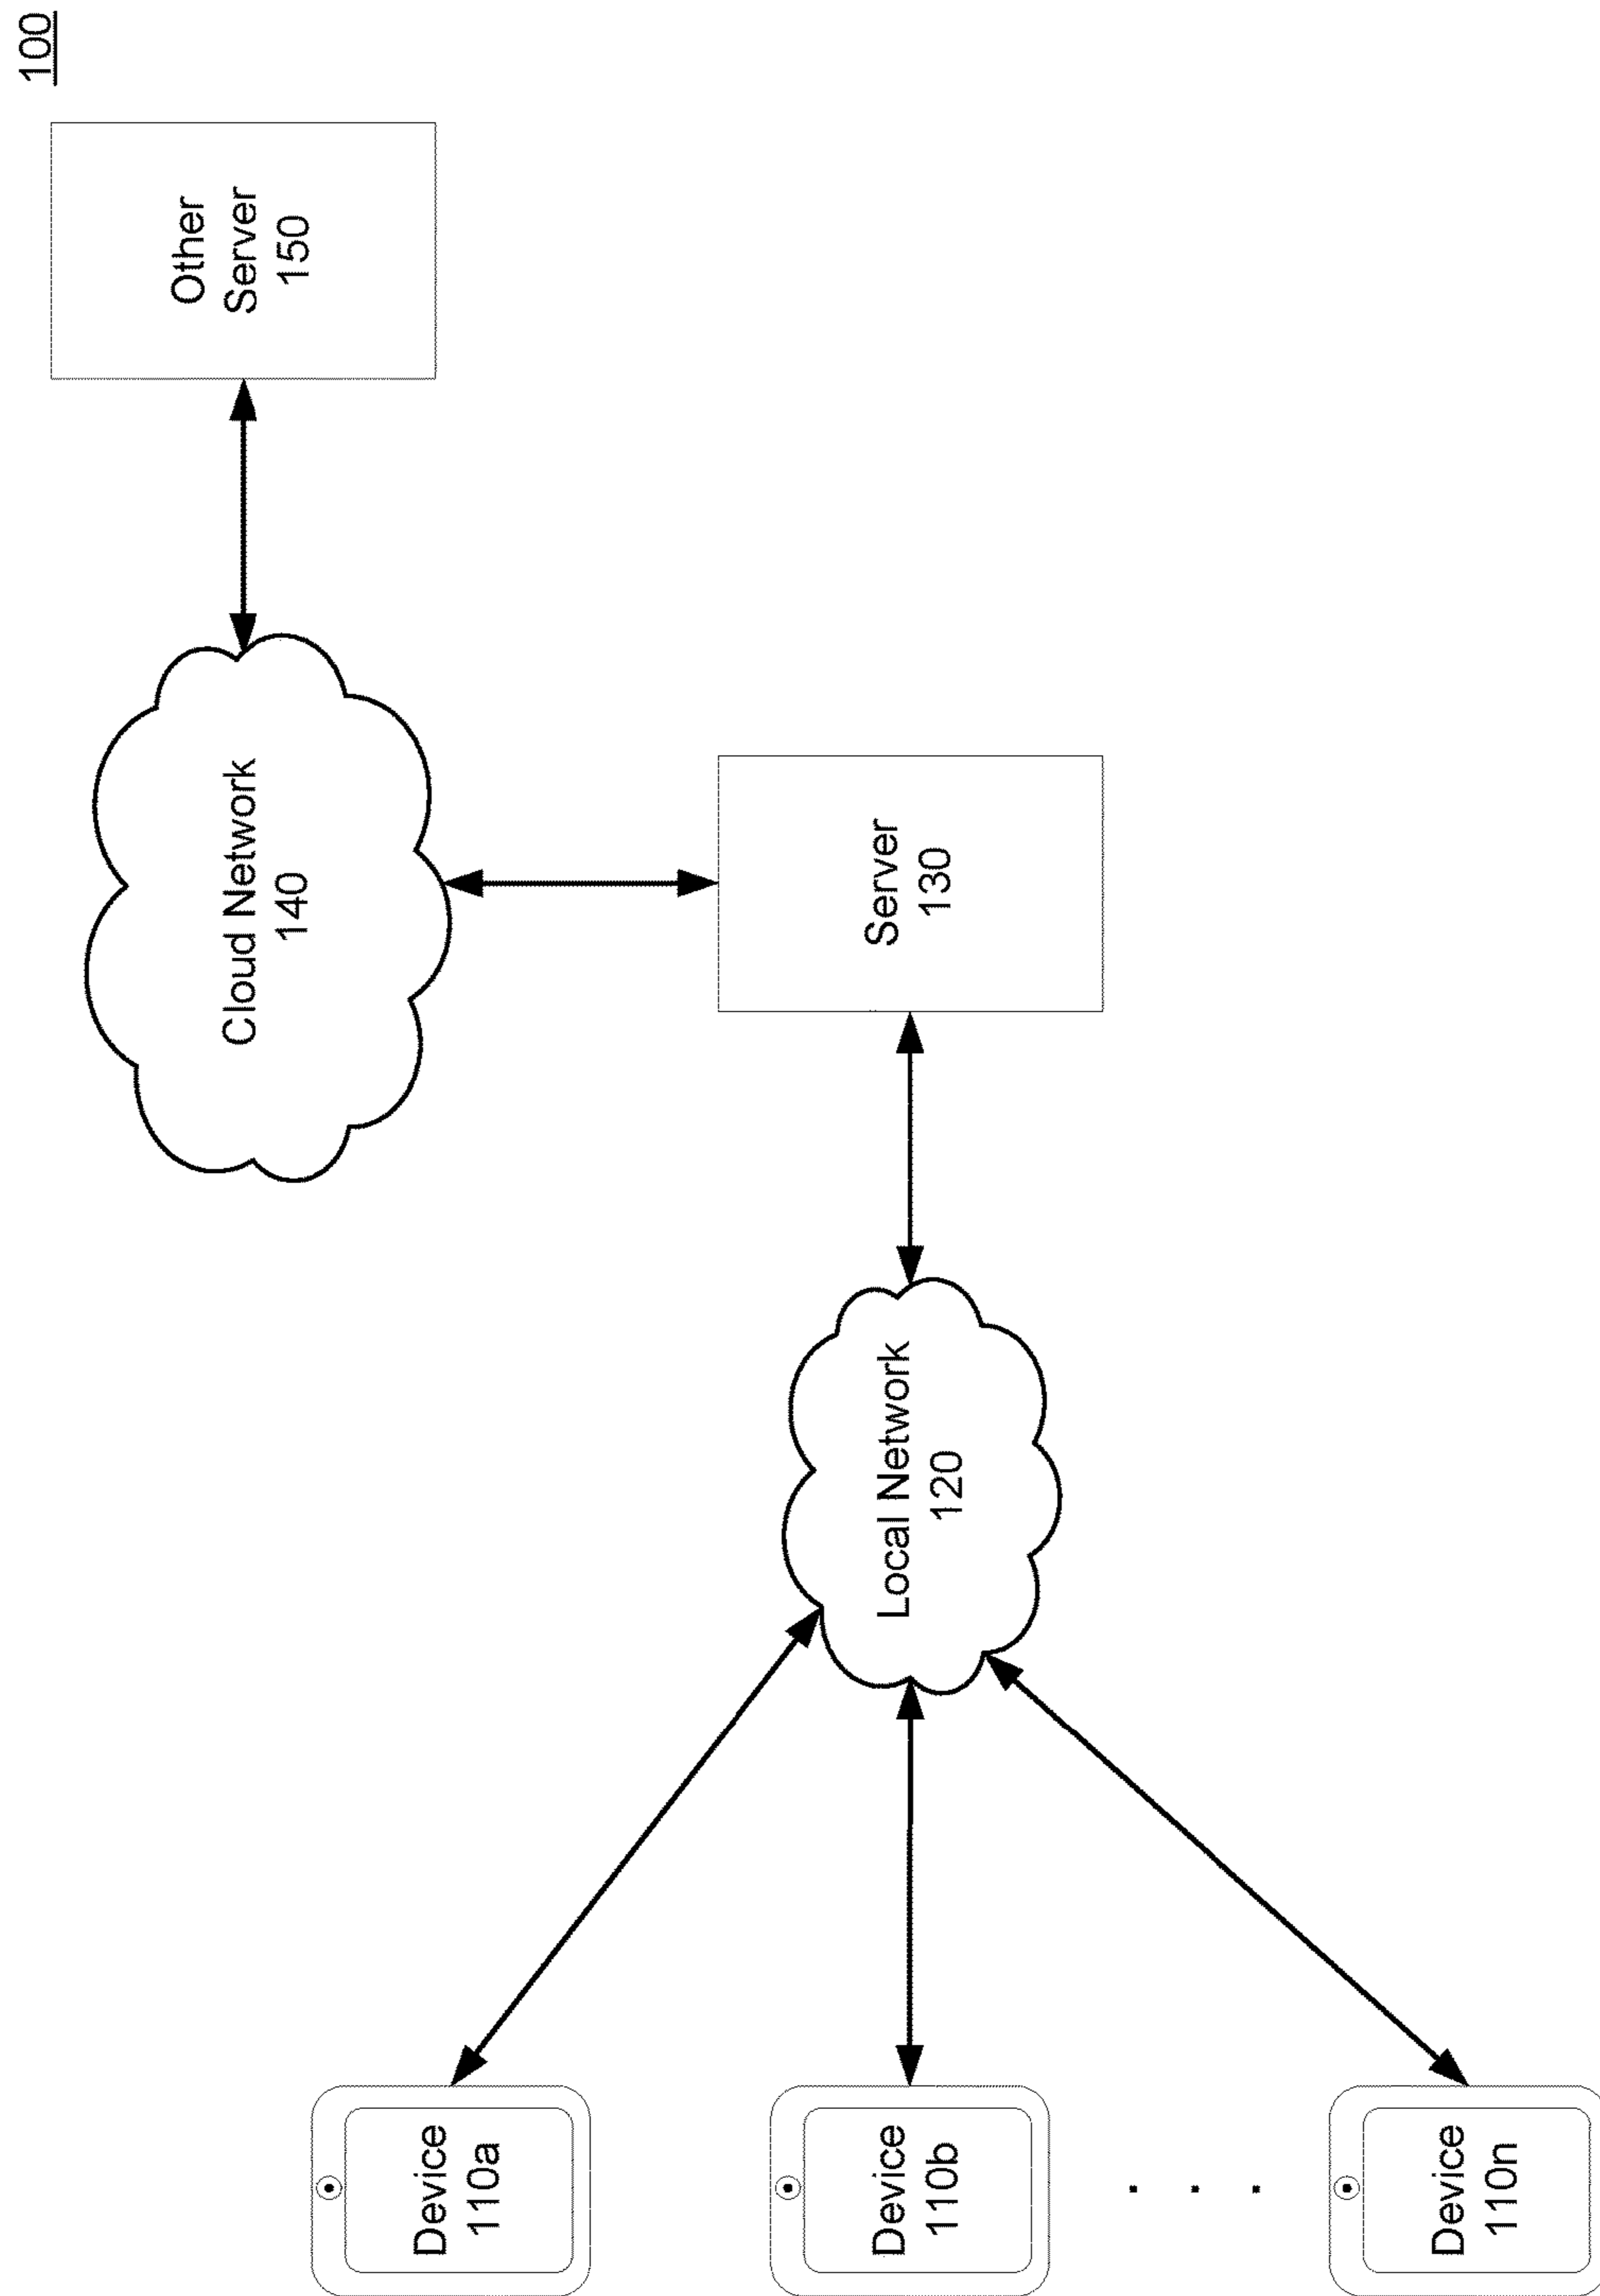 100
Other
Server
150
Cloud Network
140
Server
130
Local Network
120
Device
110a
Device
110b
Device
110n